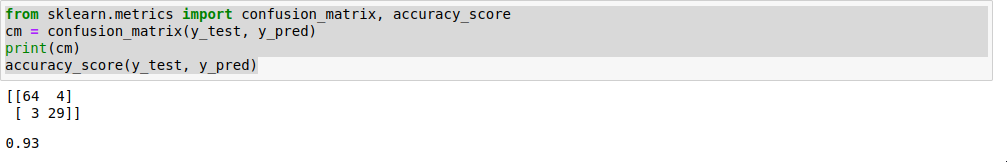 from sklearn.metrics import confusion_matrix, accuracy_score
cm = confusion_matrix(y_test, y_pred)
print(cm)
accuracy_score(y_test, y_pred)
[[64  4]
 [ 3 29]]
0.93